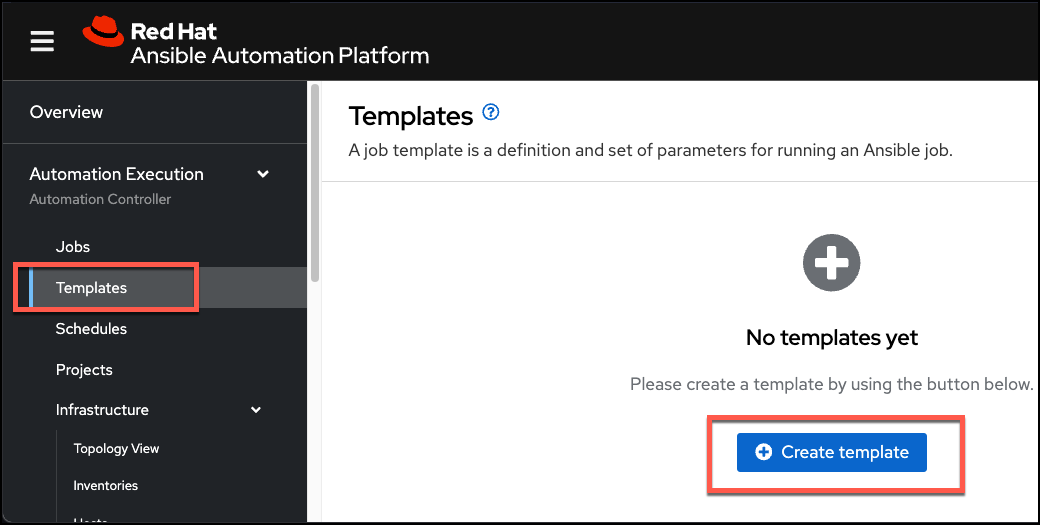 Red Hat
Ansible Automation Platform
Overview
Automation Execution
Automation Controller
Jobs
Templates
Schedules
Projects
Infrastructure
Topology View
Inventories
Templates
A job template is a definition and set of parameters for running an Ansible job.
No templates yet
Please create a template by using the button below.
Create template